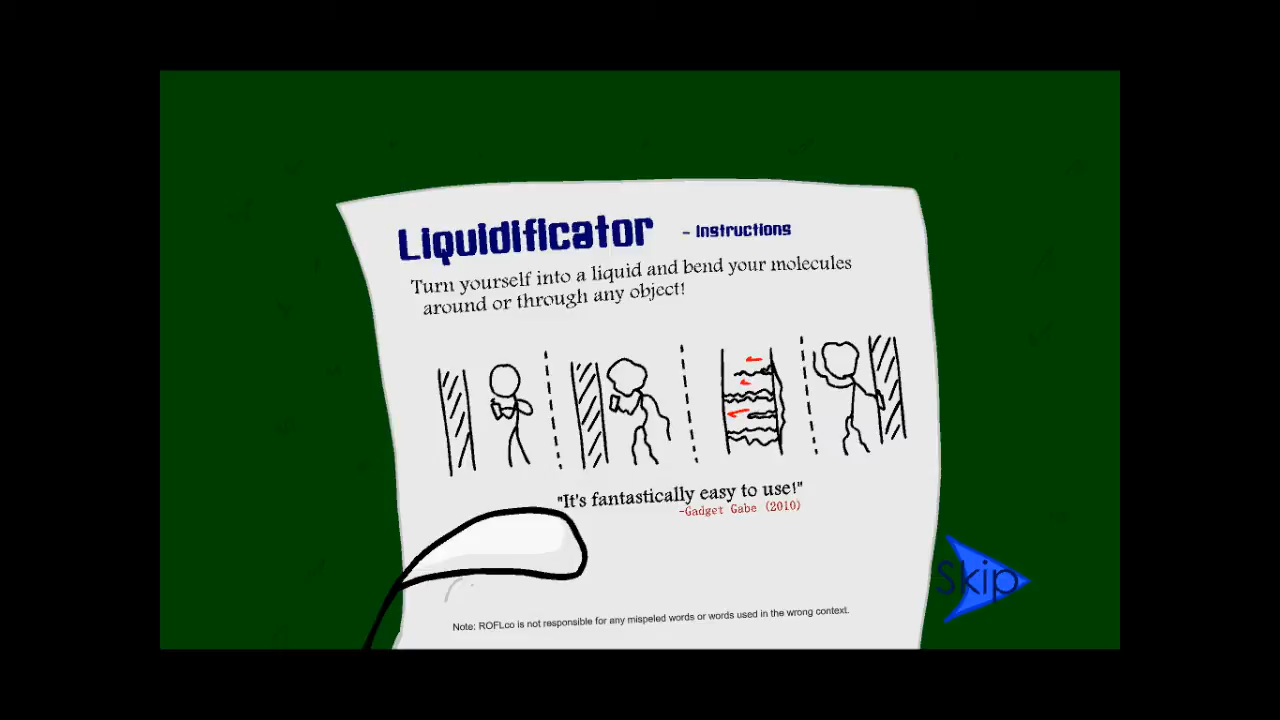 Liquidificator - Instructions
Turn yourself into a liquid and bend your molecules
around or through any object!
"It's fantastically easy to use!"
-Gadget Gabe (2010)
Skip
Note: ROFLco is not responsible for any mispeled words or words used in the wrong context.